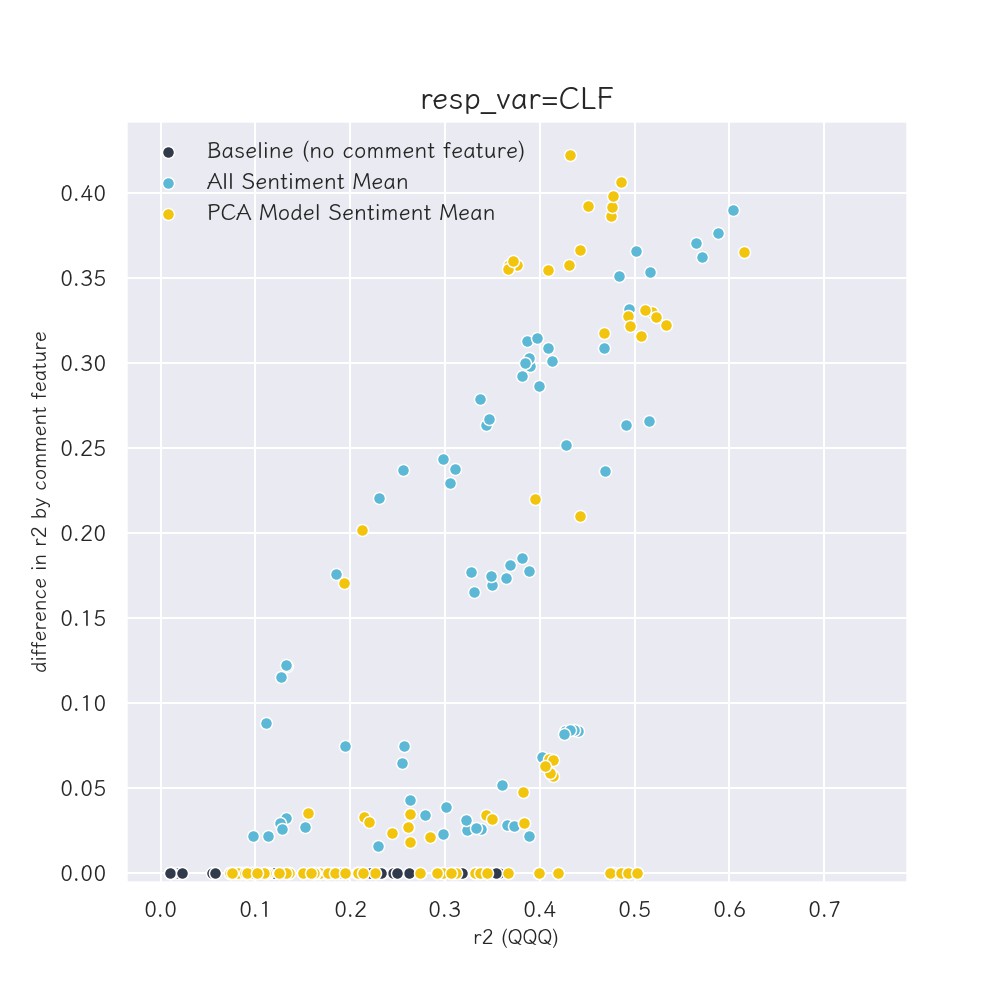 resp_var=CLF
Baseline (no comment feature)
All Sentiment Mean
PCA Model Sentiment Mean
difference in r2 by comment feature
0.40
0.35
0.30
0.25
0.20
0.15
0.10
0.05
0.00
0.0 0.1 0.2 0.3 0.4 0.5 0.6 0.7
r2 (QQQ)